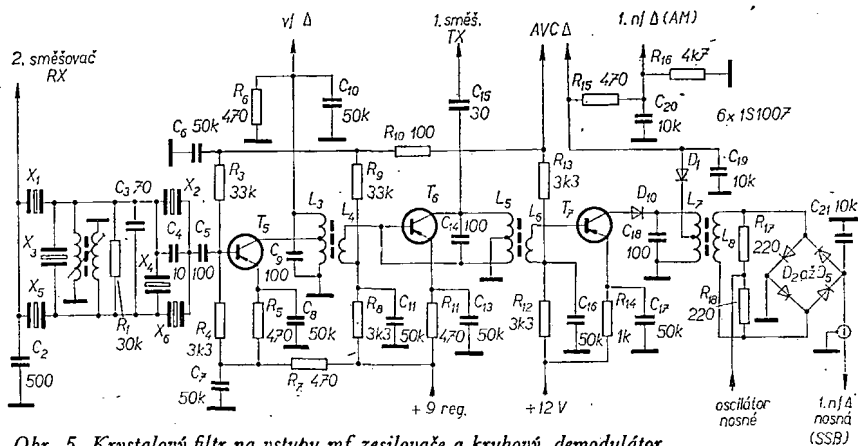 2. směšovač
RX
vf Δ
1. směš.
TX
AVC Δ
1. nf Δ (AM)
R16
4k7
R15 470
C20
10k
6x 1S1007
R6
470
C10
50k
C15
30
C6 50k
R10 100
R13
3k3
D1
C19
10k
X1
C3 70
X2
R3
33k
R9
33k
L3
L4
T6
L5
L6
T7
D10
L7
C21 10k
X3
C4
10
C5
100
T5
C9
100
C14 100
C18
100
L8
R17
220
X5
X4
X6
R1
30k
D2 až D5
R18
220
C2
500
R4
3k3
R5
470
C8
50k
R8
3k3
C11
50k
R11
470
C13
50k
R12
3k3
C16
50k
R14
1k
C17
50k
C7
50k
R7 470
+9 reg.
+12 V
oscilátor
nosné
1. nf Δ
nosná
(SSB)
Obr. 5. Krystalový filtr na vstupu mf zesilovače a kruhový demodulátor